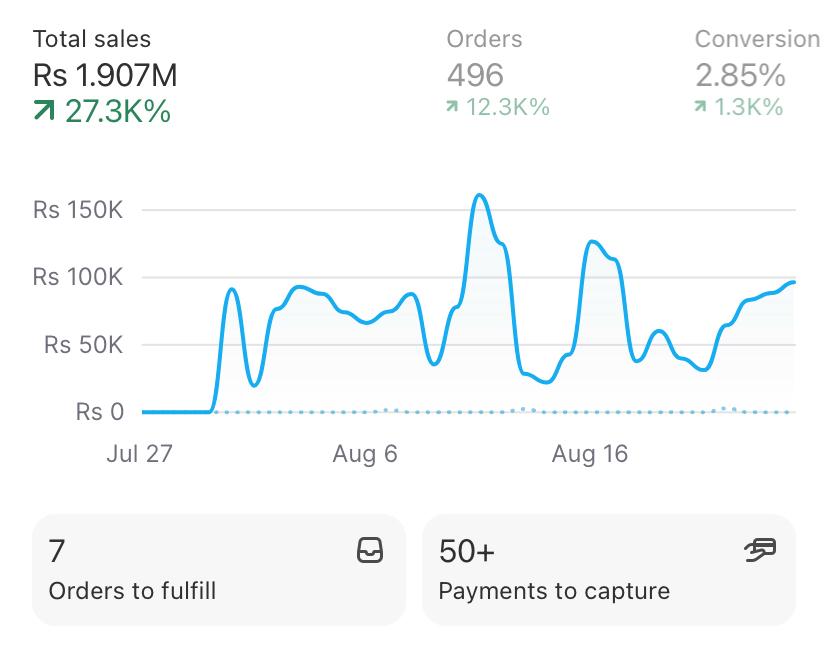 Total sales
Rs 1.907M
27.3K%
Orders
496
12.3K%
Conversion
2.85%
1.3K%
Rs 150K
Rs 100K
Rs 50K
Rs 0
Jul 27
Aug 6
Aug 16
7
Orders to fulfill
50+
Payments to capture